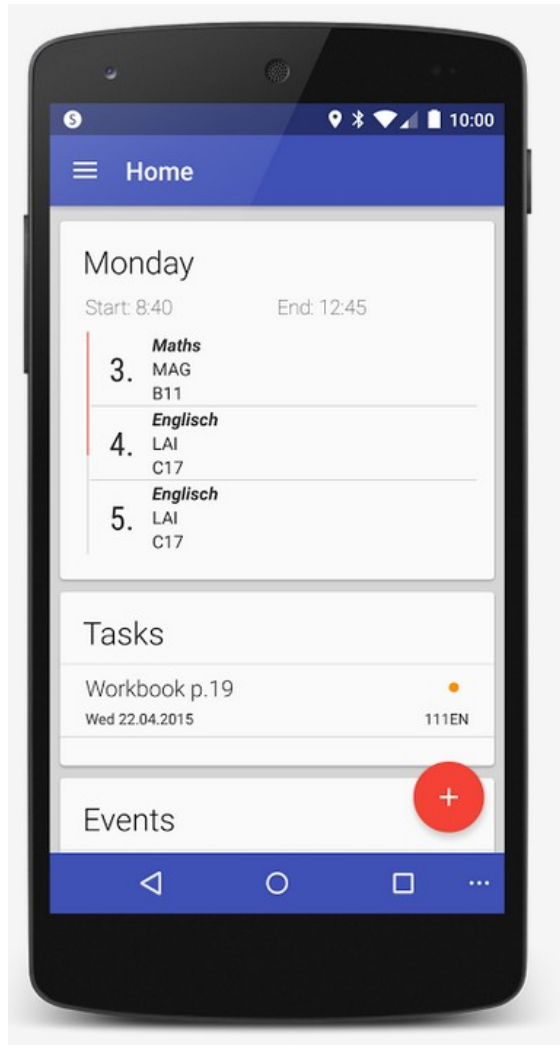 S
10:00
Home
Monday
Start: 8:40 End: 12:45
3.
Maths
MAG
B11
4.
Englisch
LAI
C17
5.
Englisch
LAI
C17
Tasks
Workbook p.19
Wed 22.04.2015 111EN
+
Events